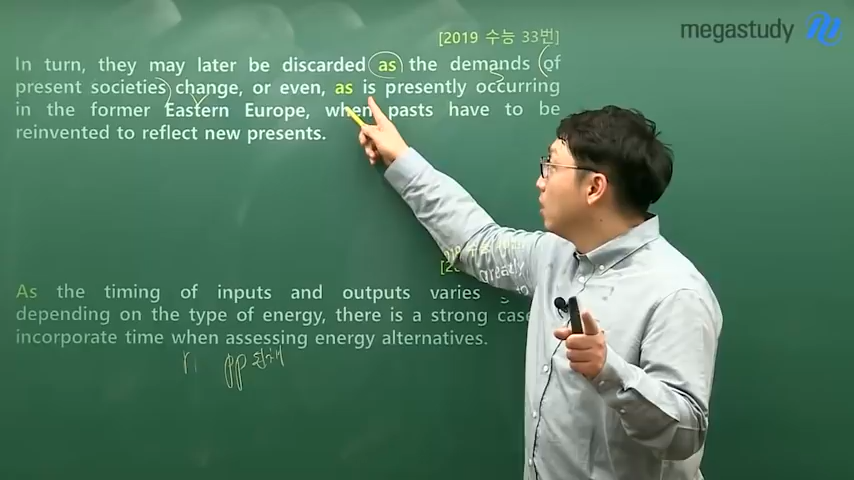 megastudy
[2019 수능 33번]
In turn, they may later be discarded as the demands of
present societies change, or even, as is presently occurring
in the former Eastern Europe, when pasts have to be
reinvented to reflect new presents.
greatly,
As the timing of inputs and outputs varies
depending on the type of energy, there is a strong case
incorporate time when assessing energy alternatives.
pp